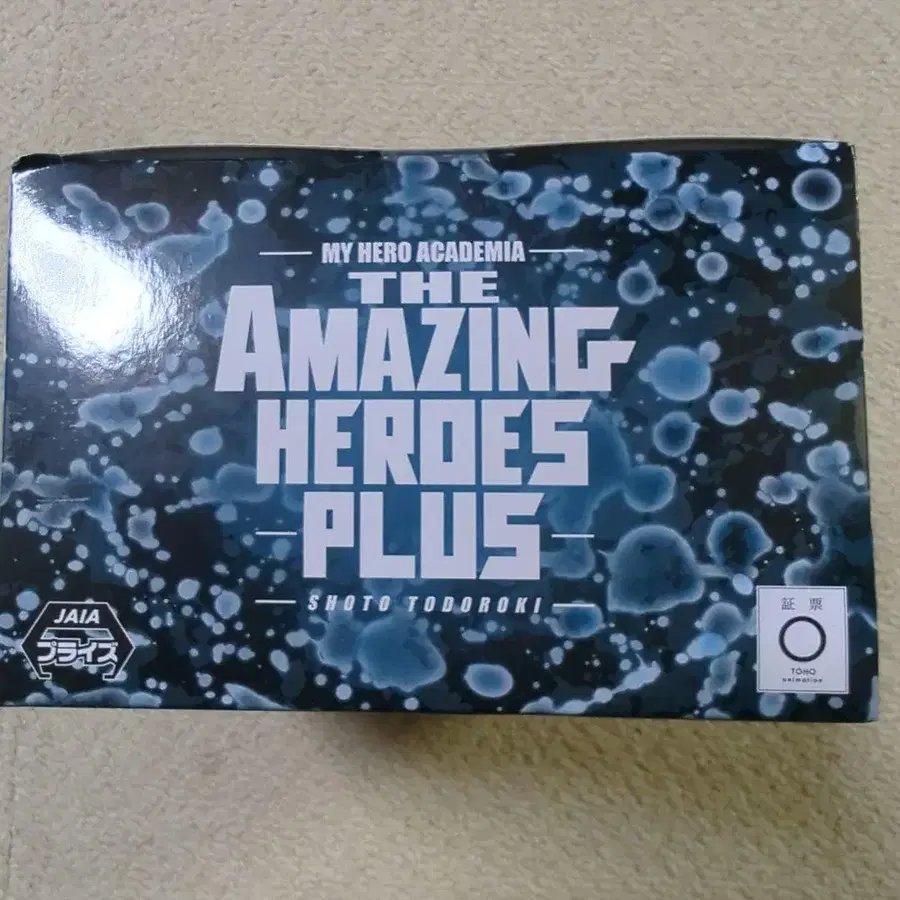 MY HERO ACADEMIA
THE
AMAZING
HEROES
PLUS
SHOTO TODOROKI
JAIA
プライズ
証票
TOHO
animation